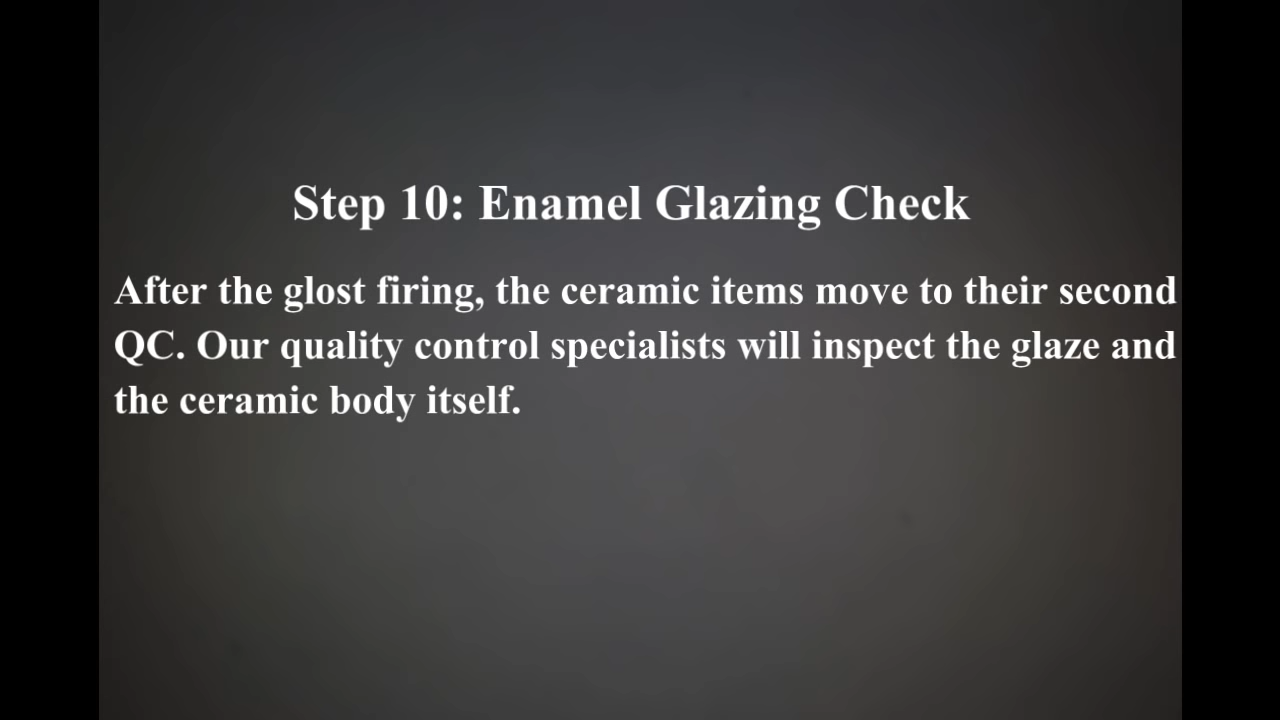 Step 10: Enamel Glazing Check
After the glost firing, the ceramic items move to their second
QC. Our quality control specialists will inspect the glaze and
the ceramic body itself.